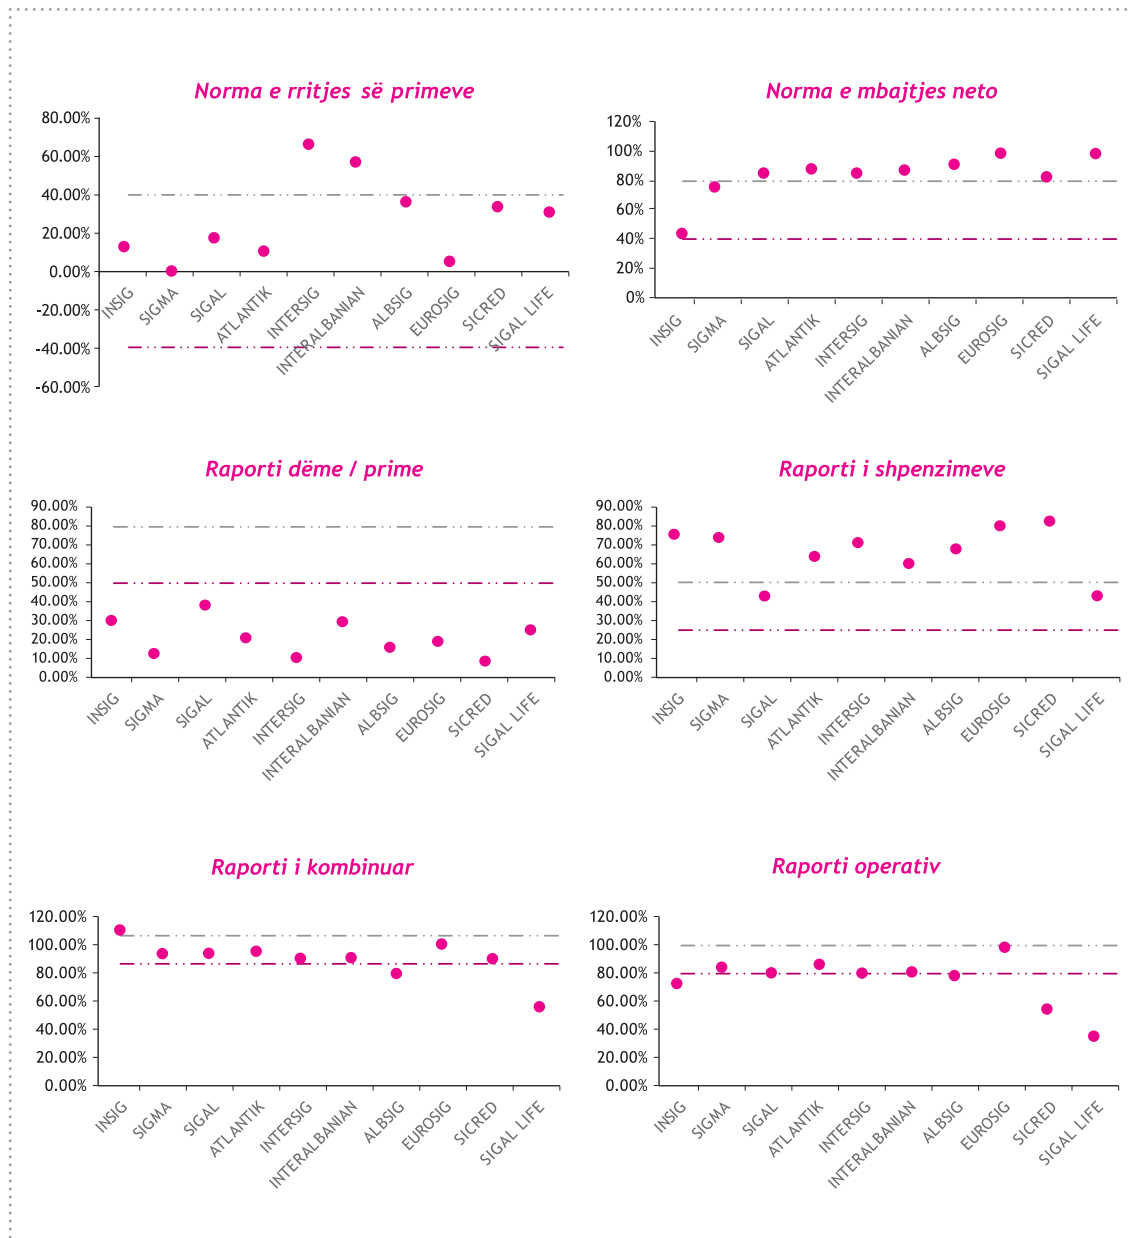 Norma e rritjes së primeve
80.00%
60.00%
40.00%
20.00%
0.00%
-20.00%
-40.00%
-60.00%
INSIG
SIGMA
SIGAL
ATLANTIK
INTERSIG
INTERALBANIAN
ALBSIG
EUROSIG
SICRED
SIGAL LIFE
Norma e mbajtjes neto
120%
100%
80%
60%
40%
20%
0%
INSIG
SIGMA
SIGAL
ATLANTIK
INTERSIG
INTERALBANIAN
ALBSIG
EUROSIG
SICRED
SIGAL LIFE
Raporti dëme / prime
90.00%
80.00%
70.00%
60.00%
50.00%
40.00%
30.00%
20.00%
10.00%
0.00%
INSIG
SIGMA
SIGAL
ATLANTIK
INTERSIG
INTERALBANIAN
ALBSIG
EUROSIG
SICRED
SIGAL LIFE
Raporti i shpenzimeve
90.00%
80.00%
70.00%
60.00%
50.00%
40.00%
30.00%
20.00%
10.00%
0.00%
INSIG
SIGMA
SIGAL
ATLANTIK
INTERSIG
INTERALBANIAN
ALBSIG
EUROSIG
SICRED
SIGAL LIFE
Raporti i kombinuar
120.00%
100.00%
80.00%
60.00%
40.00%
20.00%
0.00%
INSIG
SIGMA
SIGAL
ATLANTIK
INTERSIG
INTERALBANIAN
ALBSIG
EUROSIG
SICRED
SIGAL LIFE
Raporti operativ
120.00%
100.00%
80.00%
60.00%
40.00%
20.00%
0.00%
INSIG
SIGMA
SIGAL
ATLANTIK
INTERSIG
INTERALBANIAN
ALBSIG
EUROSIG
SICRED
SIGAL LIFE